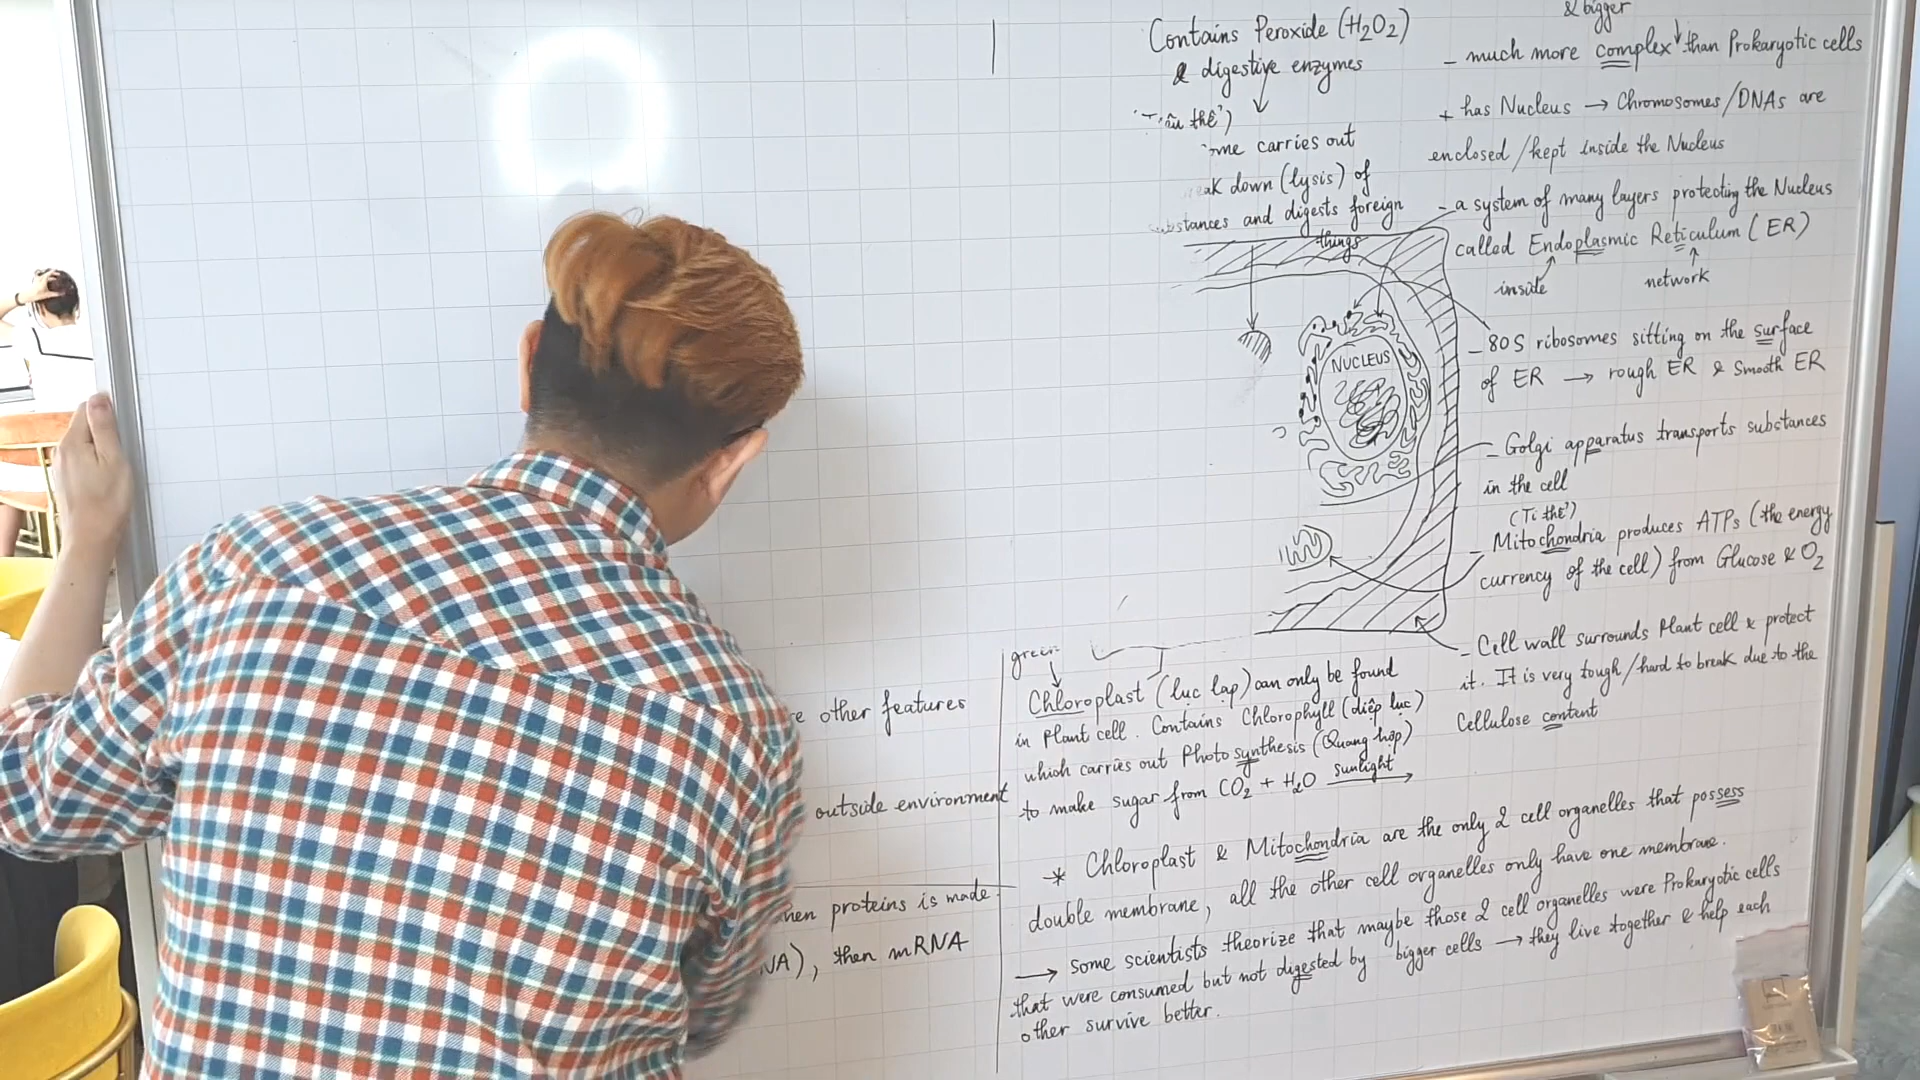 Contains Peroxide (H2O2)
& digestive enzymes
carries out
down (lysis) of
and digests foreign
things
& bigger
- much more complex than Prokaryotic cells
+ has Nucleus → Chromosomes/DNAs are
enclosed/kept inside the Nucleus
- a system of many layers protecting the Nucleus
called Endoplasmic Reticulum (ER)
inside
network
- 80S ribosomes sitting on the surface
of ER → rough ER & Smooth ER
NUCLEUS
- Golgi apparatus transports substances
in the cell
(Ti thể)
- Mitochondria produces ATPs (the energy
currency of the cell) from Glucose & O2
- Cell wall surrounds Plant cell & protect
it. It is very tough/hard to break due to the
Cellulose content
green
Chloroplast (lục lạp) can only be found
in Plant cell. Contains Chlorophyll (diệp lục)
which carries out Photosynthesis (Quang hợp)
to make sugar from CO2 + H2O sunlight →
* Chloroplast & Mitochondria are the only 2 cell organelles that possess
double membrane, all the other cell organelles only have one membrane.
→ some scientists theorize that maybe those 2 cell organelles were Prokaryotic cells
that were consumed but not digested by bigger cells → they live together & help each
other survive better.
other features
outside environment
proteins is made
), then mRNA